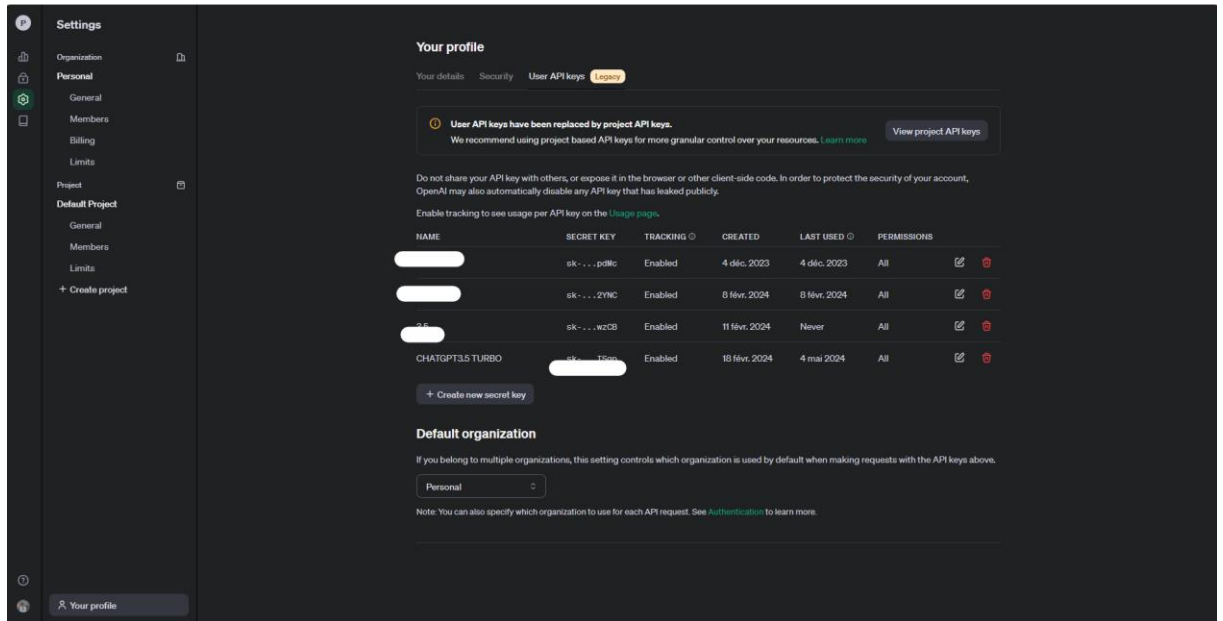 P
Settings
Organization
Personal
General
Members
Billing
Limits
Project
Default Project
General
Members
Limits
+ Create project
Your profile
Your profile
Your details Security User API keys Legacy
User API keys have been replaced by project API keys.
We recommend using project based API keys for more granular control over your resources. Learn more
View project API keys
Do not share your API key with others, or expose it in the browser or other client-side code. In order to protect the security of your account,
OpenAI may also automatically disable any API key that has leaked publicly.
Enable tracking to see usage per API key on the Usage page.
NAME SECRET KEY TRACKING CREATED LAST USED PERMISSIONS
sk-...pdMc Enabled 4 déc. 2023 4 déc. 2023 All
sk-...2YNC Enabled 8 févr. 2024 8 févr. 2024 All
sk-...wzCB Enabled 11 févr. 2024 Never All
CHATGPT3.5 TURBO Enabled 18 févr. 2024 4 mai 2024 All
+ Create new secret key
Default organization
If you belong to multiple organizations, this setting controls which organization is used by default when making requests with the API keys above.
Personal
Note: You can also specify which organization to use for each API request. See Authentication to learn more.